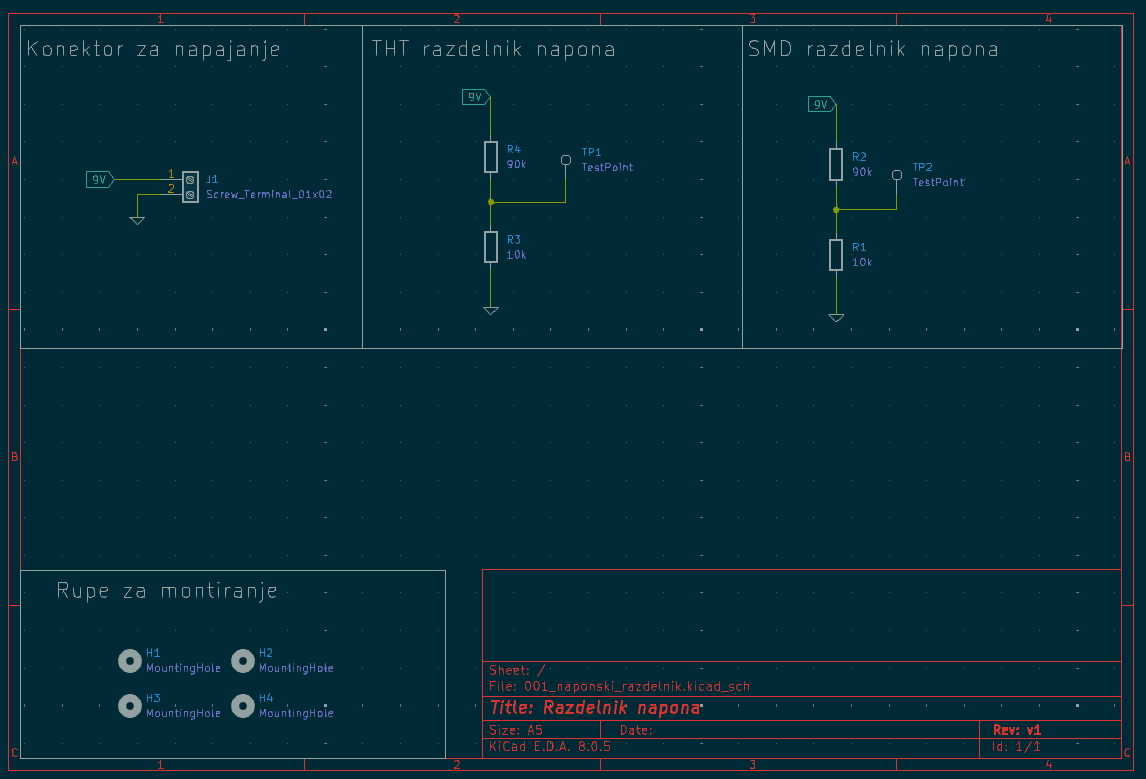 1 2 3 4
Konektor za napajanje
THT razdelnik napona
SMD razdelnik napona
A
A
9V
1
2
J1
Screw_Terminal_01x02
9V
R4
90k
TP1
TestPoint
R3
10k
9V
R2
90k
TP2
TestPoint
R1
10k
B
B
Rupe za montiranje
H1
MountingHole
H2
MountingHole
H3
MountingHole
H4
MountingHole
Sheet: /
File: 001_naponski_razdelnik.kicad_sch
Title: Razdelnik napona
Size: A5
Date:
Rev: v1
KiCad E.D.A. 8.0.5
Id: 1/1
C
C
1 2 3 4